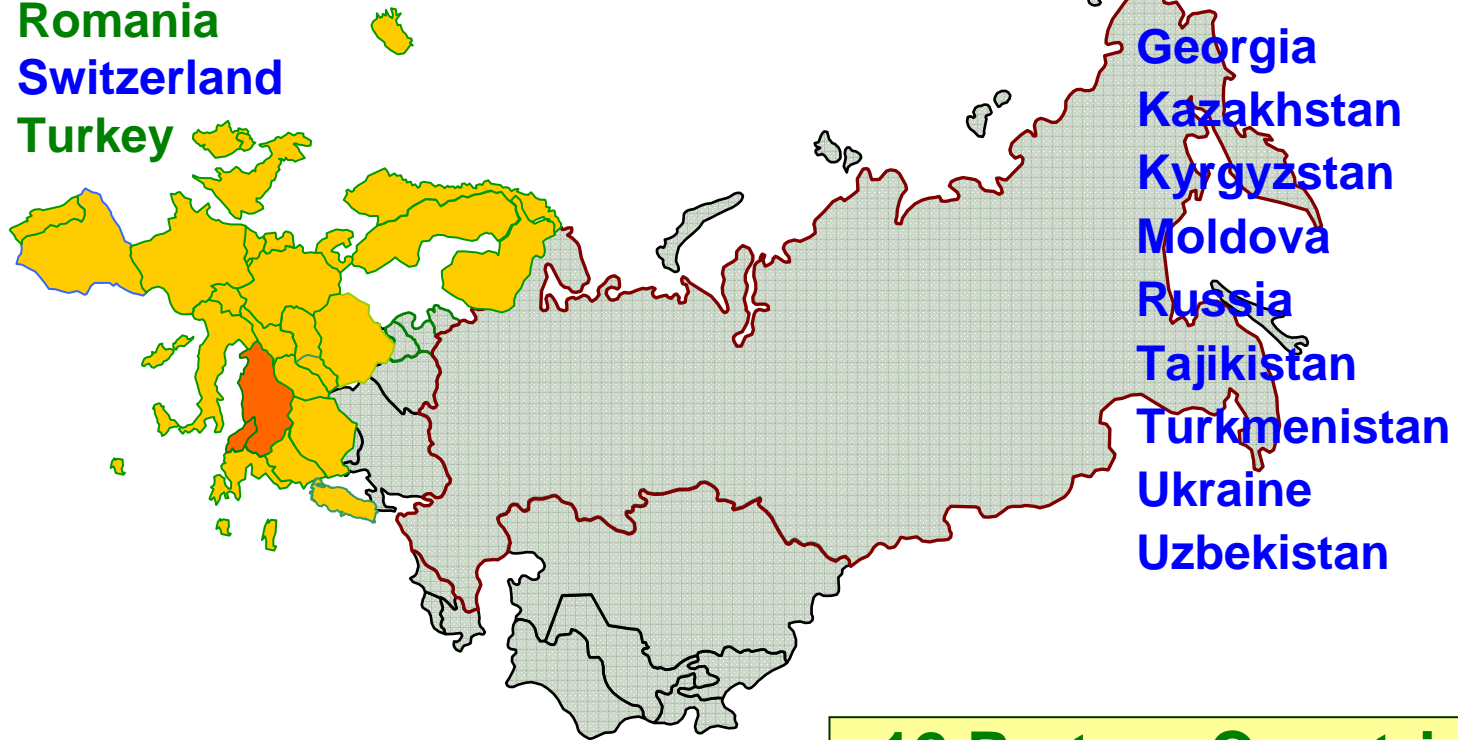 Romania
Switzerland
Turkey
Georgia
Kazakhstan
Kyrgyzstan
Moldova
Russia
Tajikistan
Turkmenistan
Ukraine
Uzbekistan